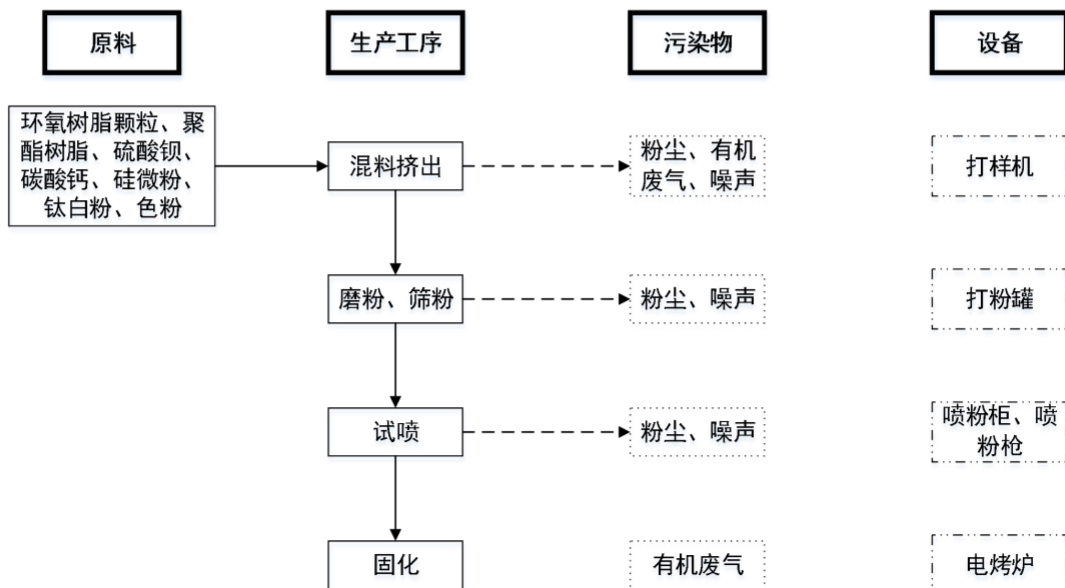 原料
生产工序
污染物
设备
环氧树脂颗粒、聚
酯树脂、硫酸钡、
碳酸钙、硅微粉、
钛白粉、色粉
混料挤出
粉尘、有机
废气、噪声
打样机
磨粉、筛粉
粉尘、噪声
打粉罐
试喷
粉尘、噪声
喷粉柜、喷
粉枪
固化
有机废气
电烤炉